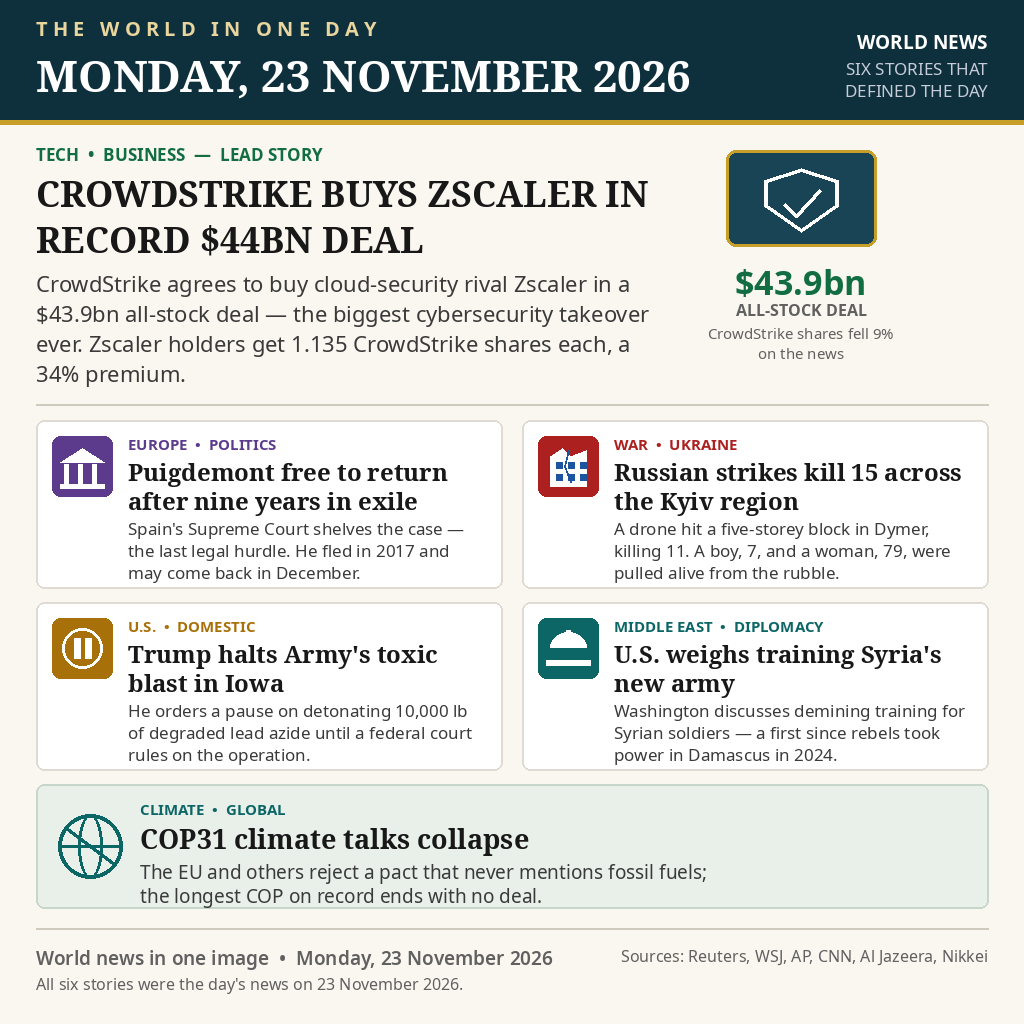 THE WORLD IN ONE DAY
MONDAY, 23 NOVEMBER 2026
WORLD NEWS
SIX STORIES THAT
DEFINED THE DAY
TECH • BUSINESS — LEAD STORY
CROWDSTRIKE BUYS ZSCALER IN
RECORD $44BN DEAL
CrowdStrike agrees to buy cloud-security rival Zscaler in a
$43.9bn all-stock deal — the biggest cybersecurity takeover
ever. Zscaler holders get 1.135 CrowdStrike shares each, a
34% premium.
$43.9bn
ALL-STOCK DEAL
CrowdStrike shares fell 9%
on the news
EUROPE • POLITICS
Puigdemont free to return
after nine years in exile
Spain's Supreme Court shelves the case —
the last legal hurdle. He fled in 2017 and
may come back in December.
WAR • UKRAINE
Russian strikes kill 15 across
the Kyiv region
A drone hit a five-storey block in Dymer,
killing 11. A boy, 7, and a woman, 79, were
pulled alive from the rubble.
U.S. • DOMESTIC
Trump halts Army's toxic
blast in Iowa
He orders a pause on detonating 10,000 lb
of degraded lead azide until a federal court
rules on the operation.
MIDDLE EAST • DIPLOMACY
U.S. weighs training Syria's
new army
Washington discusses demining training for
Syrian soldiers — a first since rebels took
power in Damascus in 2024.
CLIMATE • GLOBAL
COP31 climate talks collapse
The EU and others reject a pact that never mentions fossil fuels;
the longest COP on record ends with no deal.
World news in one image • Monday, 23 November 2026
Sources: Reuters, WSJ, AP, CNN, Al Jazeera, Nikkei
All six stories were the day's news on 23 November 2026.